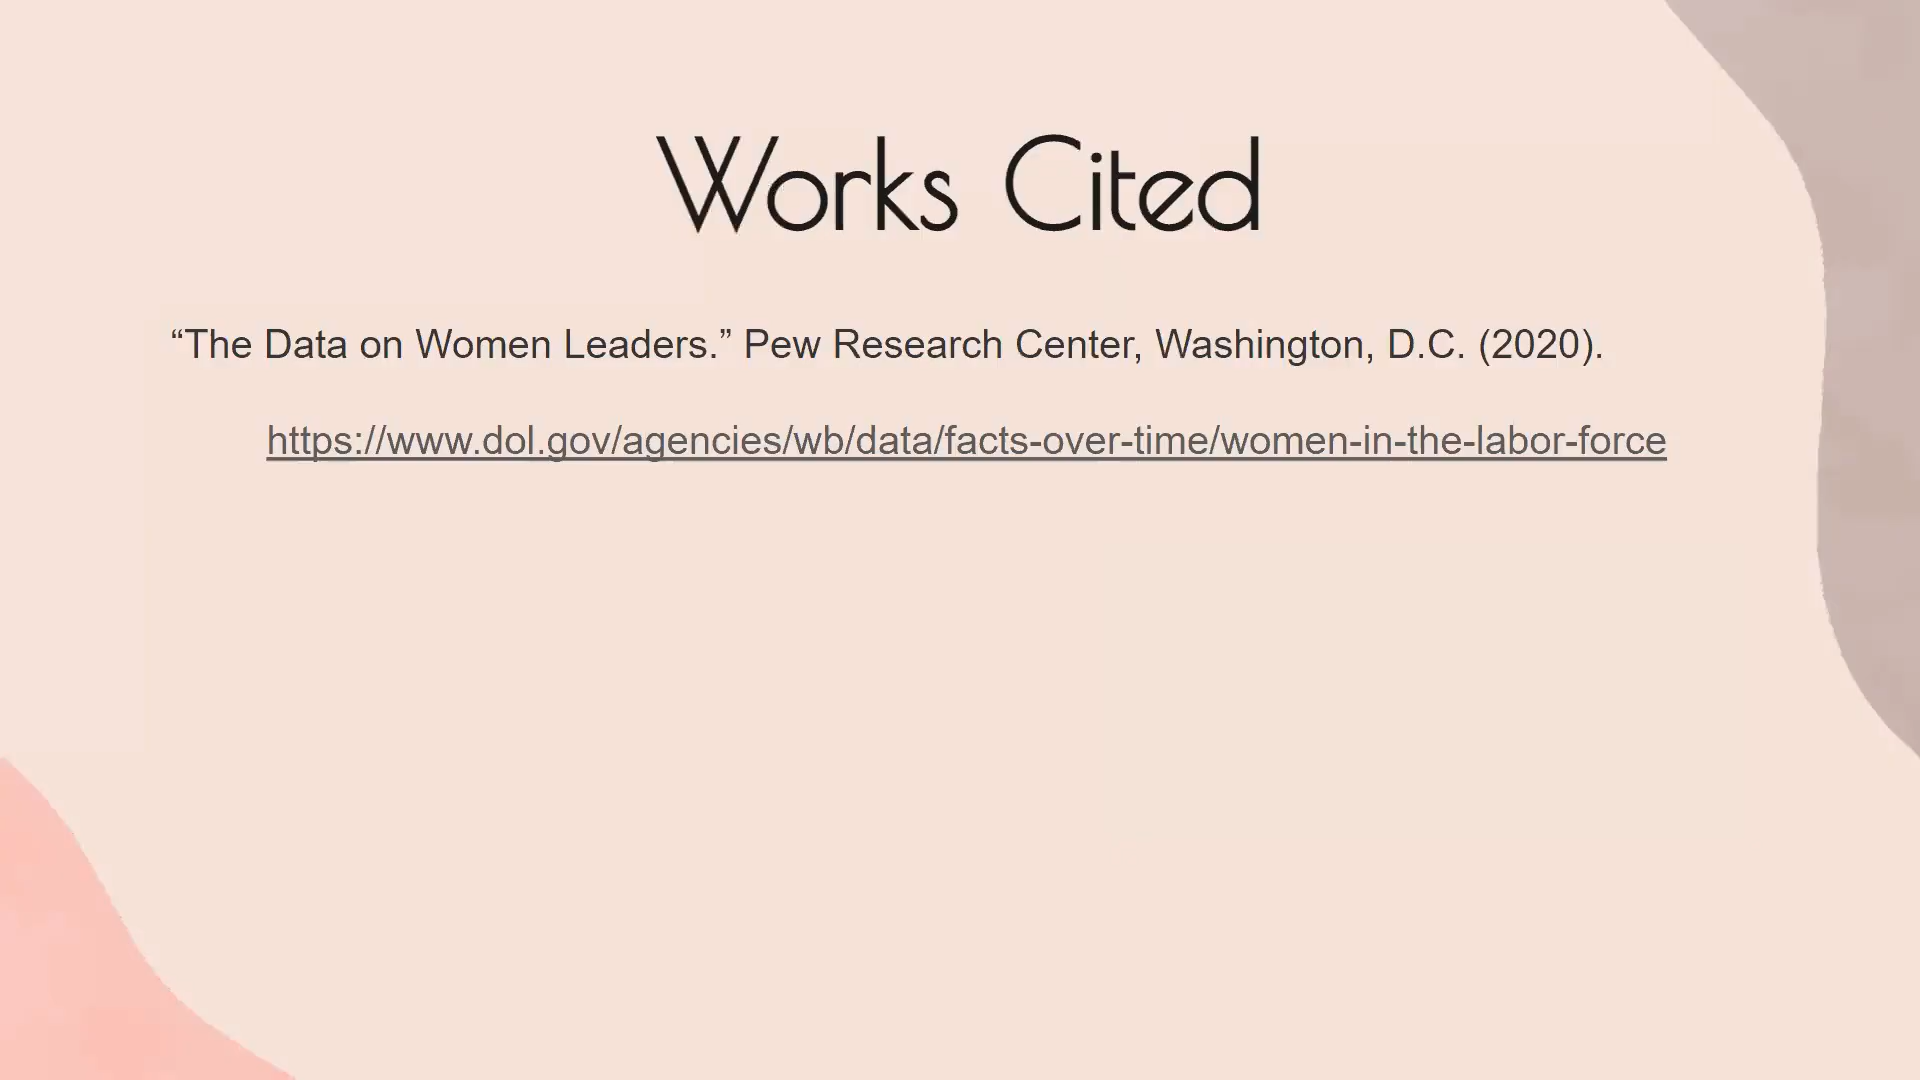 Works Cited
“The Data on Women Leaders.” Pew Research Center, Washington, D.C. (2020).
https://www.dol.gov/agencies/wb/data/facts-over-time/women-in-the-labor-force